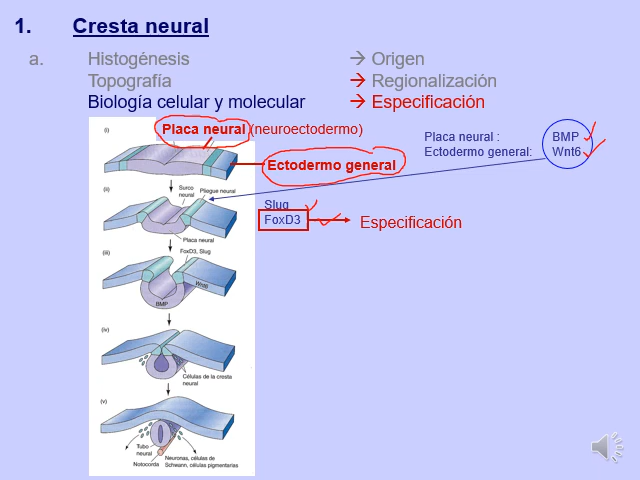 1. Cresta neural
a. Histogénesis → Origen
Topografía → Regionalización
Biología celular y molecular → Especificación
(i) Placa neural (neuroectodermo)
Placa neural : BMP
Ectodermo general: Wnt6
Ectodermo general
(ii) Surco neural
Pliegue neural
Placa neural
Slug
FoxD3 Especificación
(iii) FoxD3, Slug
Wnt6
BMP
(iv)
Células de la cresta
neural
(v)
Tubo
neural
Notocorda
Neuronas, células de
Schwann, células pigmentarias